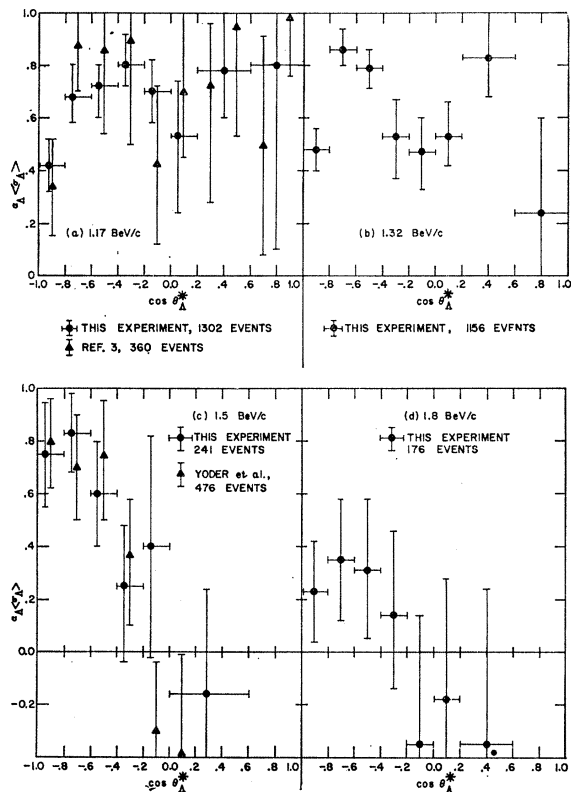 1.0
.8
.6
.4
.2
0
α_Λ <σ_Λ>
(a) 1.17 BeV/c
(b) 1.32 BeV/c
-1.0 -.8 -.6 -.4 -.2 0.0 .2 .4 .6 .8 1.0 -.8 -.6 -.4 -.2 0.0 .2 .4 .6 .8 1.0
cos θ*_Λ
cos θ*_Λ
THIS EXPERIMENT, 1302 EVENTS
REF. 3, 360 EVENTS
THIS EXPERIMENT, 1156 EVENTS
1.0
.8
.6
.4
.2
0.0
-0.2
α_Λ <σ_Λ>
(c) 1.5 BeV/c
THIS EXPERIMENT
241 EVENTS
YODER et al.,
476 EVENTS
(d) 1.8 BeV/c
THIS EXPERIMENT
176 EVENTS
-1.0 -.8 -.6 -.4 -.2 0.0 .2 .4 .6 .8 1.0 -.8 -.6 -.4 -.2 0.0 .2 .4 .6 .8 1.0
cos θ*_Λ
cos θ*_Λ